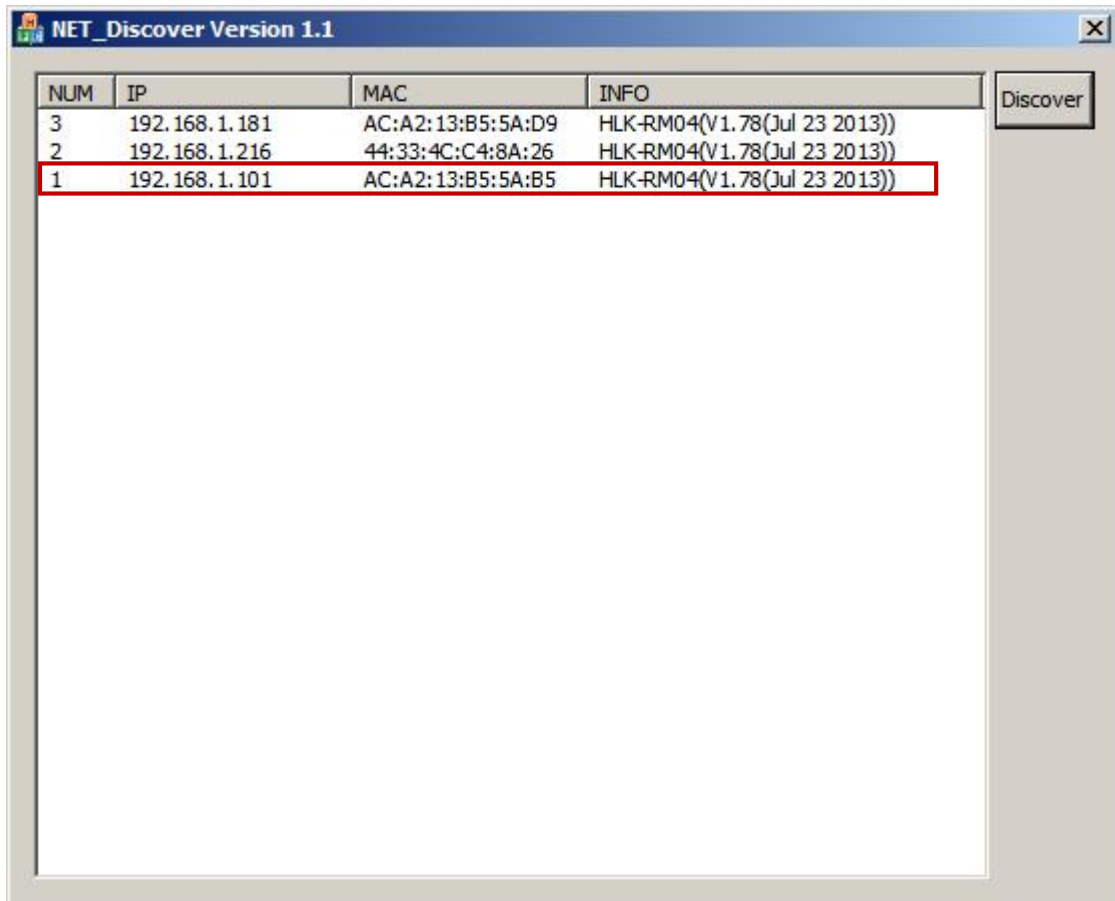 NET_Discover Version 1.1
NUM IP MAC INFO
Discover
3 192.168.1.181 AC:A2:13:B5:5A:D9 HLK-RM04(V1.78(Jul 23 2013))
2 192.168.1.216 44:33:4C:C4:8A:26 HLK-RM04(V1.78(Jul 23 2013))
1 192.168.1.101 AC:A2:13:B5:5A:B5 HLK-RM04(V1.78(Jul 23 2013))